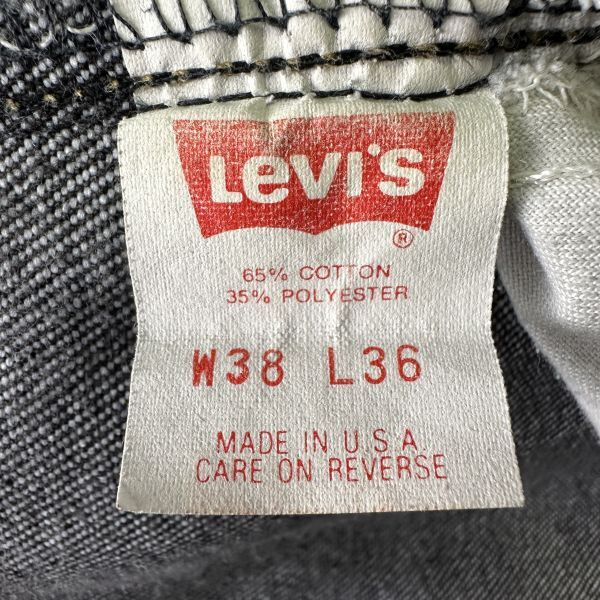 LeVI'S
®
65% COTTON
35% POLYESTER
W38 L36
MADE IN U.S.A.
CARE ON REVERSE